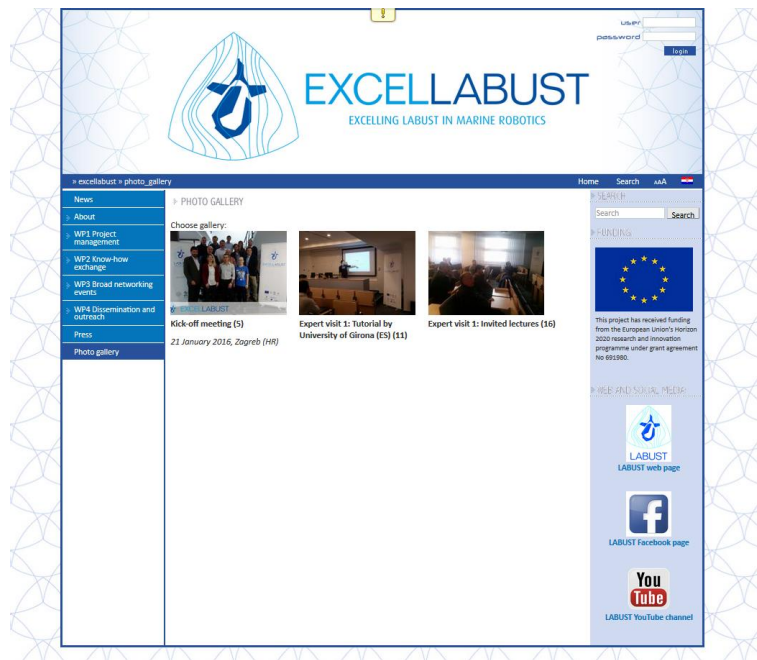 user
password
login
EXCELLABUST
EXCELLING LABUST IN MARINE ROBOTICS
» excellabust » photo_gallery
Home Search AAA
News
About
WP1 Project
management
WP2 Know-how
exchange
WP3 Broad networking
events
WP4 Dissemination and
outreach
Press
Photo gallery
PHOTO GALLERY
Choose gallery:
EXCELLABUST
Kick-off meeting (5)
21 January 2016, Zagreb (HR)
Expert visit 1: Tutorial by
University of Girona (ES) (11)
Expert visit 1: Invited lectures (16)
SEARCH
Search Search
FUNDING
This project has received funding
from the European Union's Horizon
2020 research and innovation
programme under grant agreement
No 691980.
WEB AND SOCIAL MEDIA
LABUST
LABUST web page
LABUST Facebook page
You
Tube
LABUST YouTube channel